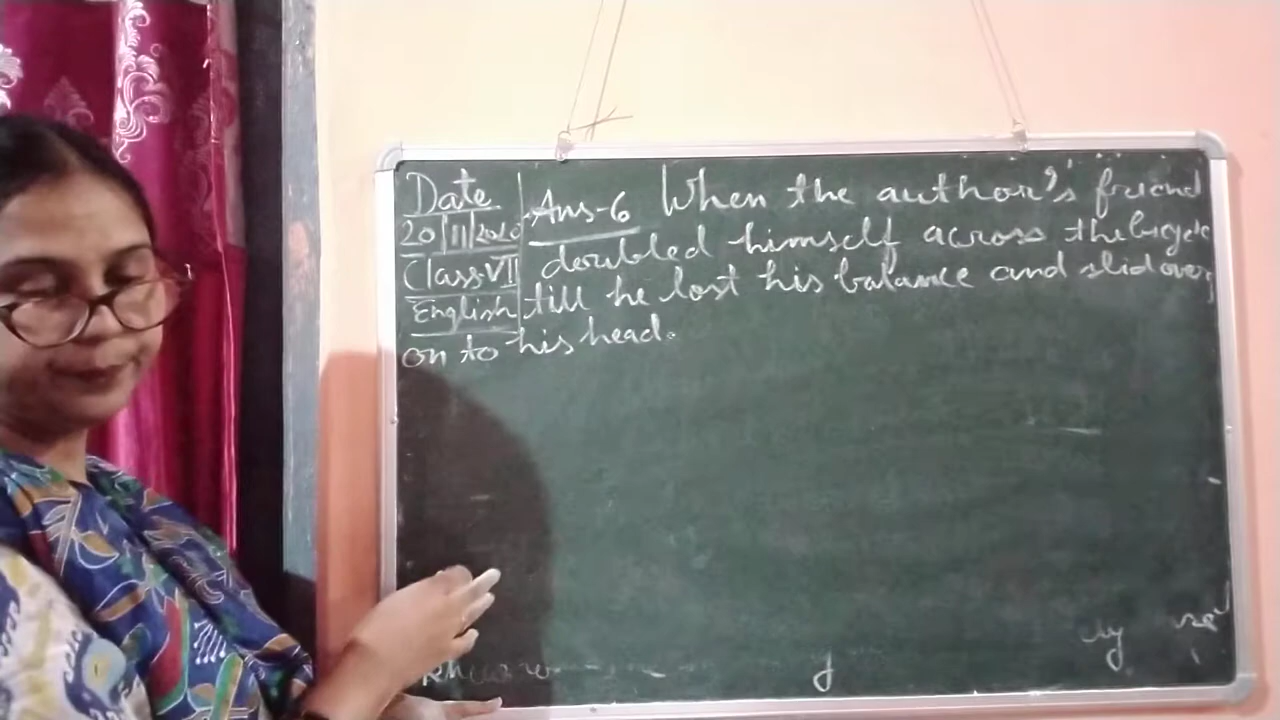 Date
20/11/2020
Class-VII
English
Ans-6 When the author's friend
doubled himself across the bicycle
till he lost his balance and slid over
on to his head.